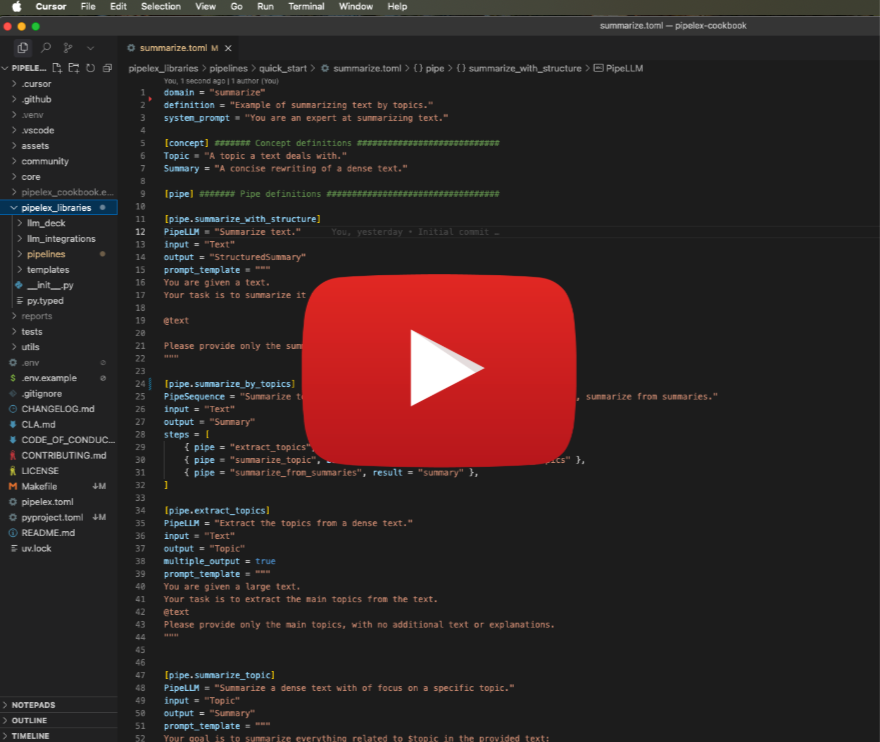 Cursor File Edit Selection View Go Run Terminal Window Help
summarize.toml — pipelex-cookbook
summarize.toml M
PIPELE...
.cursor
.github
.venv
.vscode
assets
community
core
pipelex_cookbook.e...
pipelex_libraries
llm_deck
llm_integrations
pipelines
templates
__init__.py
py.typed
reports
tests
utils
.env
.env.example
.gitignore
CHANGELOG.md
CLA.md
CODE_OF_CONDUC...
CONTRIBUTING.md
LICENSE
Makefile ↓M
pipelex.toml
pyproject.toml ↓M
README.md
uv.lock
NOTEPADS
OUTLINE
TIMELINE
pipelex_libraries > pipelines > quick_start > summarize.toml > {} pipe > {} summarize_with_structure > PipeLLM
You, 1 second ago | 1 author (You)
1 domain = "summarize"
2 definition = "Example of summarizing text by topics."
3 system_prompt = "You are an expert at summarizing text."
4
5 [concept] ####### Concept definitions ############################
6 Topic = "A topic a text deals with."
7 Summary = "A concise rewriting of a dense text."
8
9 [pipe] ####### Pipe definitions ##################################
10
11 [pipe.summarize_with_structure]
12 PipeLLM = "Summarize text." You, yesterday • Initial commit …
13 input = "Text"
14 output = "StructuredSummary"
15 prompt_template = """
16 You are given a text.
17 Your task is to summarize it
18
19 @text
20
21 Please provide only the sum
22 """
23
24 [pipe.summarize_by_topics]
25 PipeSequence = "Summarize , summarize from summaries."
26 input = "Text"
27 output = "Summary"
28 steps = [
29 { pipe = "extract_topics"
30 { pipe = "summarize_topic", " },
31 { pipe = "summarize_from_summaries", result = "summary" },
32 ]
33
34 [pipe.extract_topics]
35 PipeLLM = "Extract the topics from a dense text."
36 input = "Text"
37 output = "Topic"
38 multiple_output = true
39 prompt_template = """
40 You are given a large text.
41 Your task is to extract the main topics from the text.
42 @text
43 Please provide only the main topics, with no additional text or explanations.
44 """
45
46
47 [pipe.summarize_topic]
48 PipeLLM = "Summarize a dense text with of focus on a specific topic."
49 input = "Topic"
50 output = "Summary"
51 prompt_template = """
52 Your goal is to summarize everything related to $topic in the provided text: